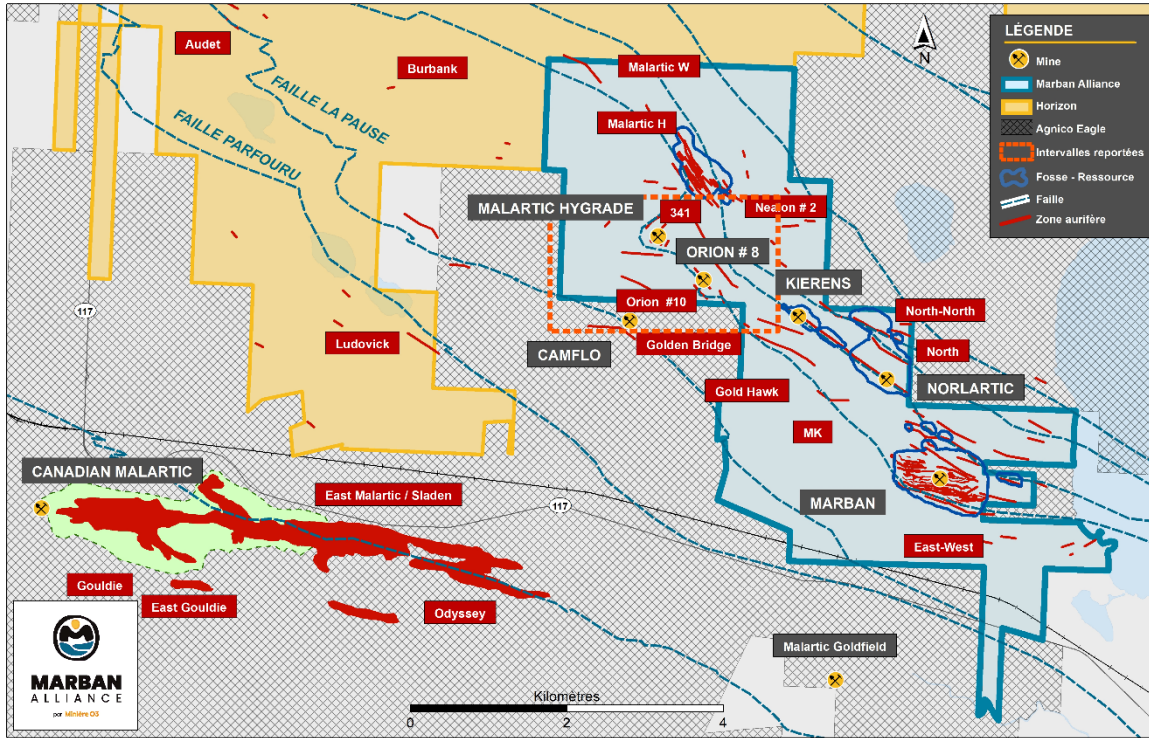 Audet
Burbank
Malartic W
N
LÉGENDE
Mine
Marban Alliance
Horizon
Agnico Eagle
Intervalles reportées
Fosse - Ressource
Faille
Zone aurifère
FAILLE LA PAUSE
FAILLE PARFOURU
Malartic H
MALARTIC HYGRADE
341
Nealon # 2
ORION # 8
KIERENS
117
Orion #10
North-North
Ludovick
Golden Bridge
North
CAMFLO
Gold Hawk
NORLARTIC
MK
CANADIAN MALARTIC
East Malartic / Sladen
117
MARBAN
East-West
Gouldie
East Gouldie
Odyssey
Malartic Goldfield
MARBAN
ALLIANCE
par Minière O3
Kilomètres
0 2 4